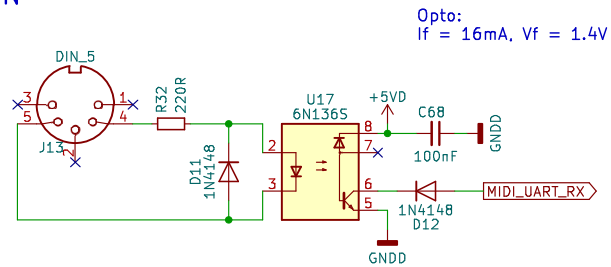 N
Opto:
If = 16mA, Vf = 1.4V
DIN_5
3
1
5
4
2
J13
R32
220R
D11
1N4148
U17
6N136S
2
3
8
7
6
5
+5VD
C68
100nF
GNDD
1N4148
D12
MIDI_UART_RX
GNDD